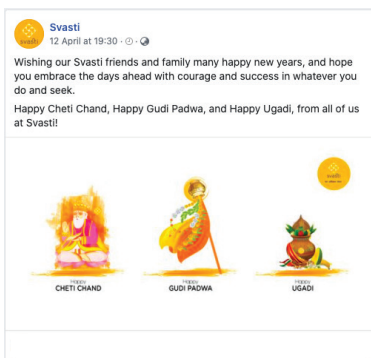 svasti
Svasti
12 April at 19:30
Wishing our Svasti friends and family many happy new years, and hope
you embrace the days ahead with courage and success in whatever you
do and seek.
Happy Cheti Chand, Happy Gudi Padwa, and Happy Ugadi, from all of us
at Svasti!
svasti
Happy
CHETI CHAND
Happy
GUDI PADWA
Happy
UGADI